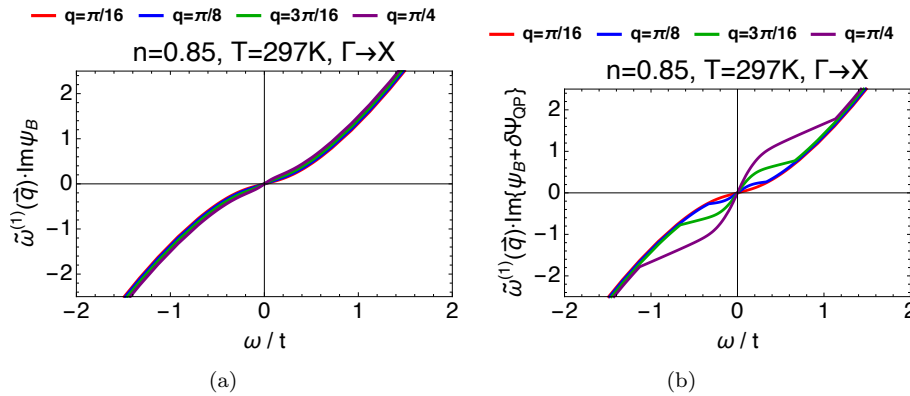 q=π/16 q=π/8 q=3π/16 q=π/4
n=0.85, T=297K, Γ→X
ω̃⁽¹⁾(q⃗)·Imψ_B
2
1
0
-1
-2
-2 -1 0 1 2
ω / t
(a)
q=π/16 q=π/8 q=3π/16 q=π/4
n=0.85, T=297K, Γ→X
ω̃⁽¹⁾(q⃗)·Im{ψ_B+δΨ_QP}
2
1
0
-1
-2
-2 -1 0 1 2
ω / t
(b)